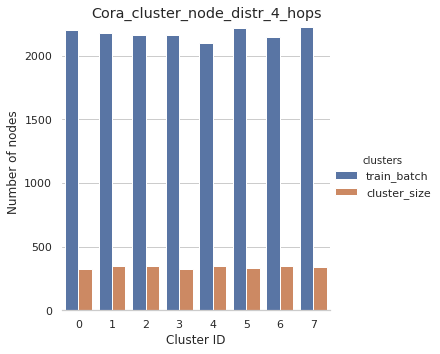 Cora_cluster_node_distr_4_hops
Number of nodes
2000
1500
1000
500
0
0 1 2 3 4 5 6 7
Cluster ID
clusters
train_batch
cluster_size